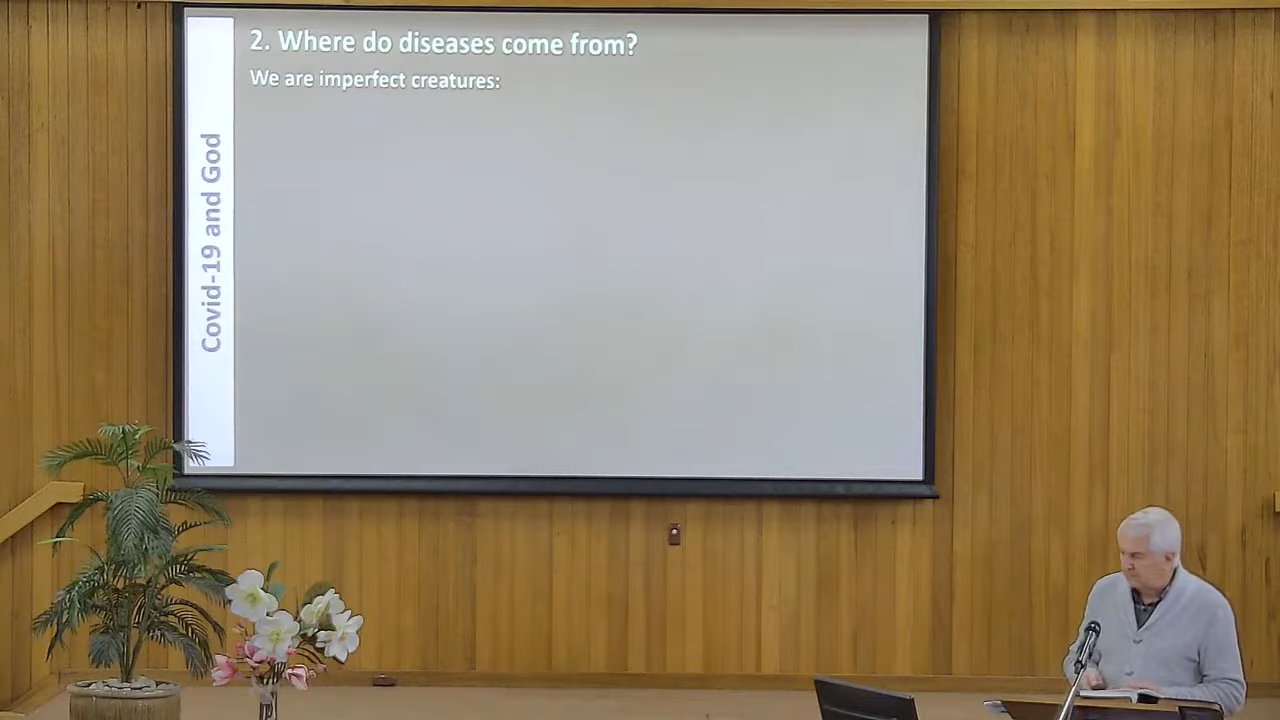 2. Where do diseases come from?
We are imperfect creatures:
Covid-19 and God